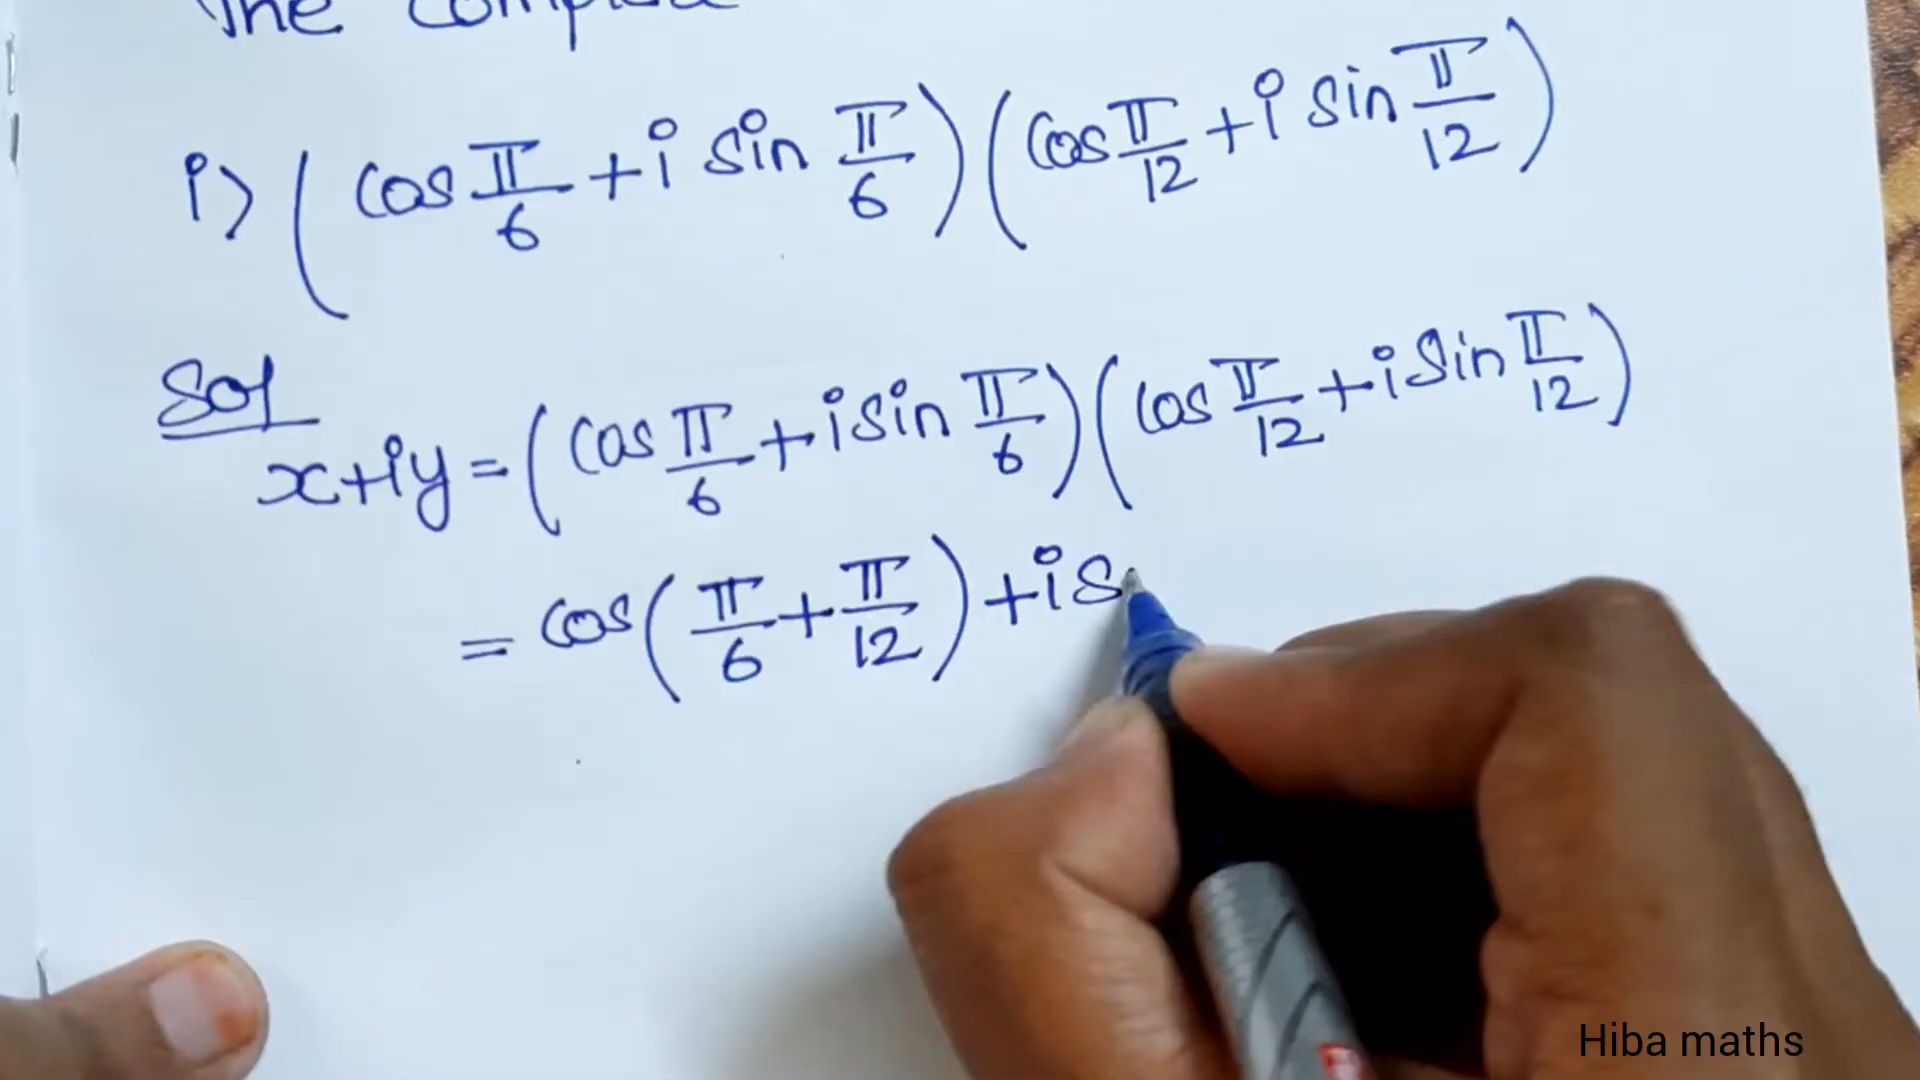 The
i) (cos π/6 + i sin π/6) (cos π/12 + i sin π/12)
Sol
x+iy = (cos π/6 + i sin π/6) (cos π/12 + i sin π/12)
= cos(π/6 + π/12) + i s
Hiba maths